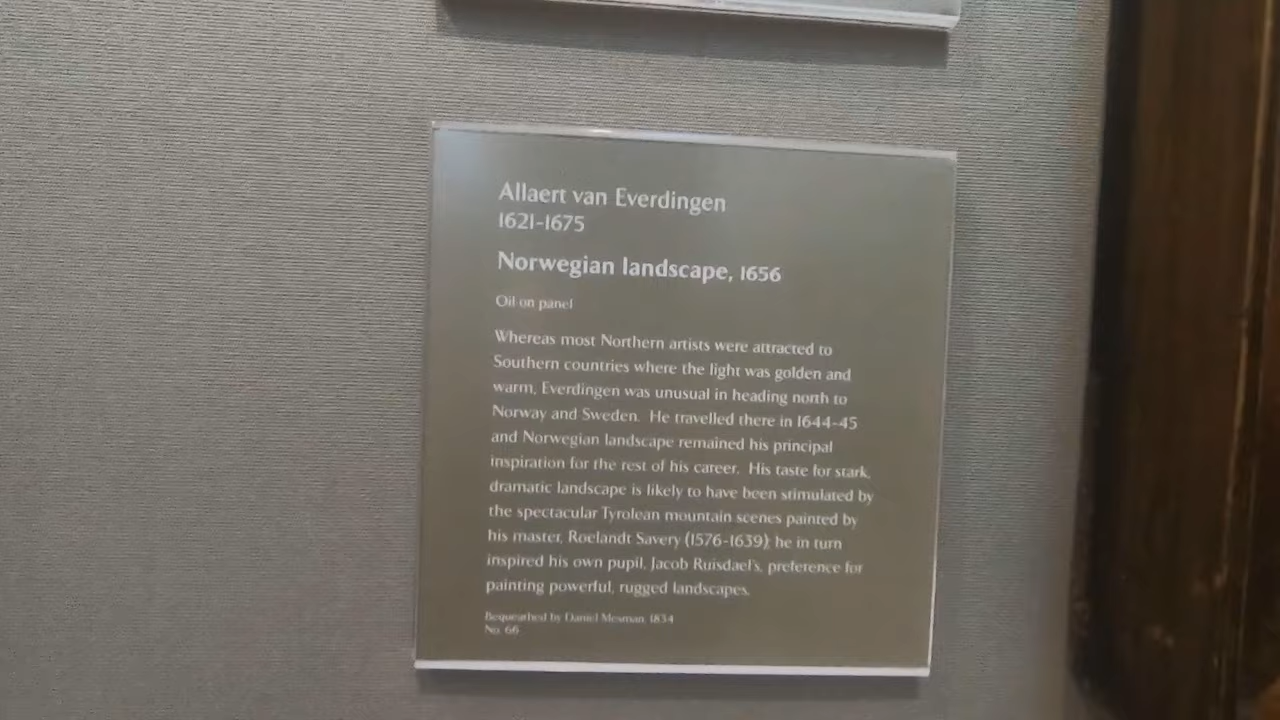 Allaert van Everdingen
1621-1675
Norwegian landscape, 1656
Oil on panel
Whereas most Northern artists were attracted to
Southern countries where the light was golden and
warm, Everdingen was unusual in heading north to
Norway and Sweden. He travelled there in 1644-45
and Norwegian landscape remained his principal
inspiration for the rest of his career. His taste for stark,
dramatic landscape is likely to have been stimulated by
the spectacular Tyrolean mountain scenes painted by
his master, Roelandt Savery (1576-1639); he in turn
inspired his own pupil, Jacob Ruisdael's, preference for
painting powerful, rugged landscapes.
Bequeathed by Daniel Mesman, 1834
No. 66